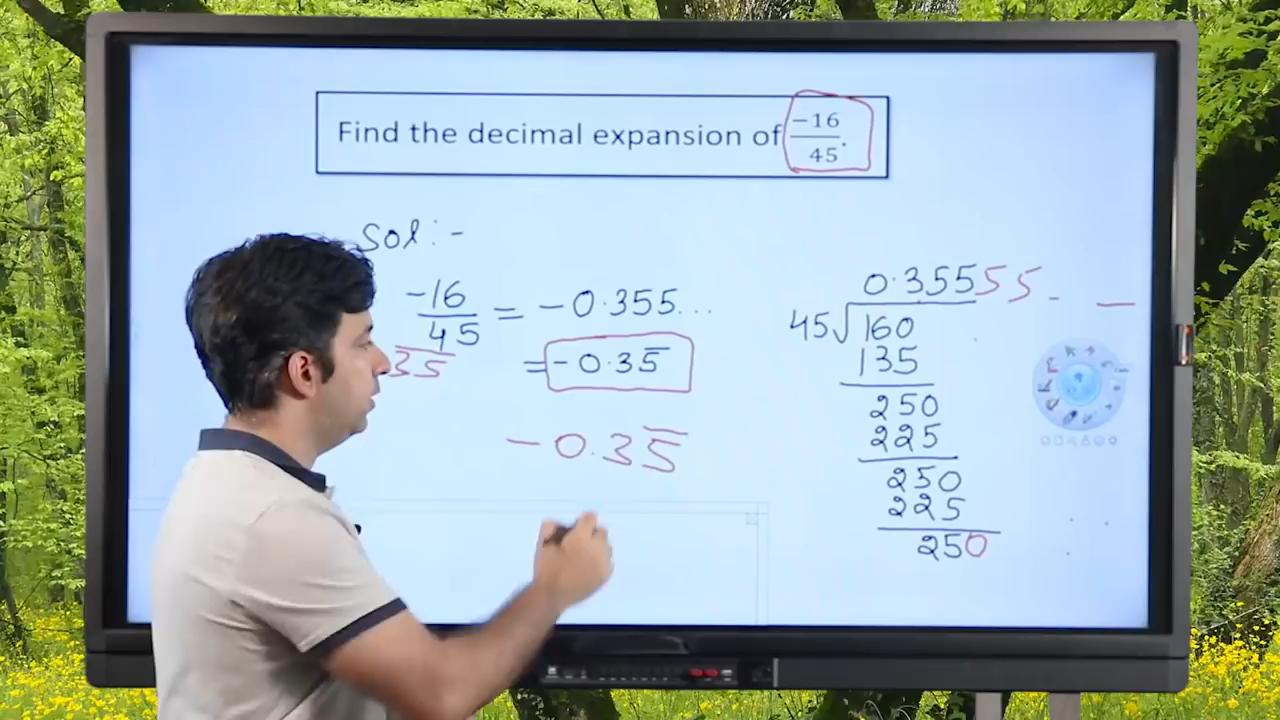 Find the decimal expansion of -16/45.
Sol:-
-16/45 = -0.355...
35
= -0.35̅
-0.35̅
0.35555 - —
45√160
135
250
225
250
225
250